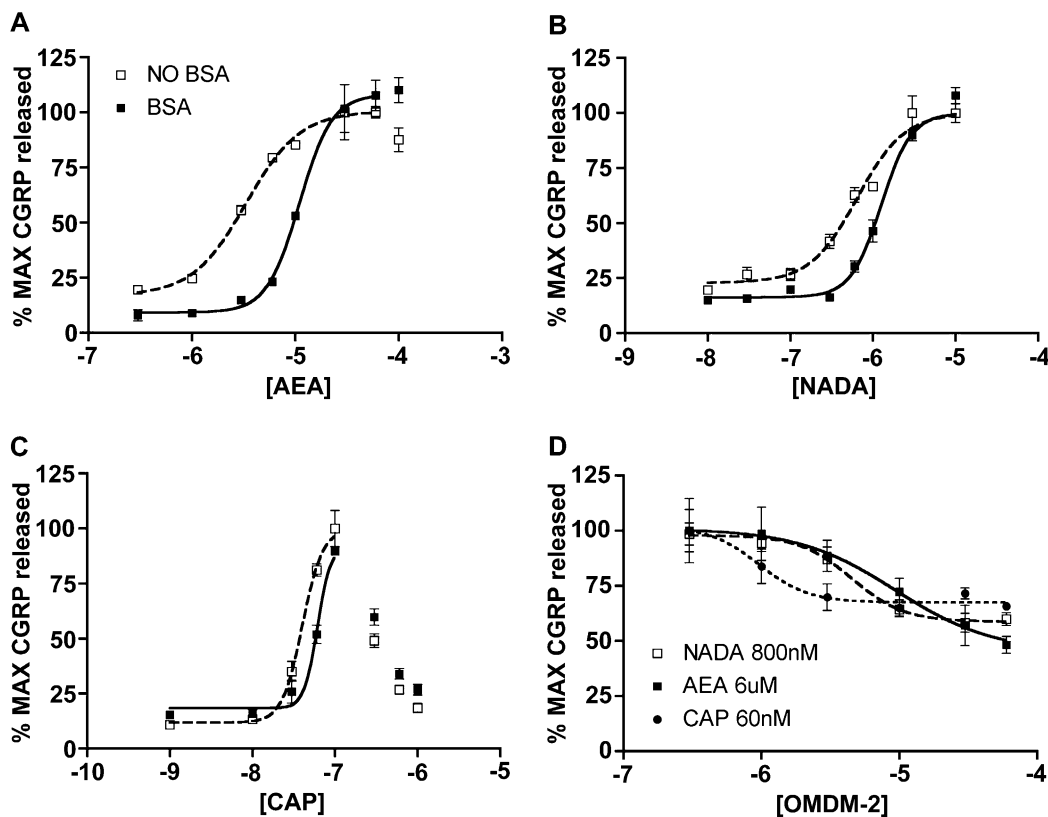 A
% MAX CGRP released
125
100
75
50
25
0
NO BSA
BSA
-7
-6
-5
-4
-3
[AEA]
B
% MAX CGRP released
125
100
75
50
25
0
-9
-8
-7
-6
-5
-4
[NADA]
C
% MAX CGRP released
125
100
75
50
25
0
-10
-9
-8
-7
-6
-5
[CAP]
D
% MAX CGRP released
125
100
75
50
25
0
NADA 800nM
AEA 6uM
CAP 60nM
-7
-6
-5
-4
[OMDM-2]